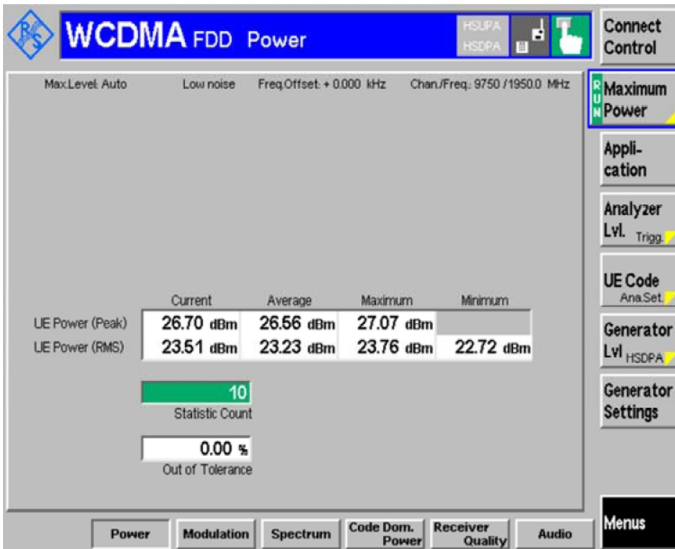 R&S
WCDMA FDD Power
HSUPA
HSDPA
Connect
Control
Max.Level: Auto Low noise Freq.Offset: + 0.000 kHz Chan./Freq.: 9750 / 1950.0 MHz
RUN
Maximum
Power
Appli-
cation
Analyzer
Lvl. Trigg.
UE Code
Ana.Set.
Generator
Lvl HSDPA
Generator
Settings
Current Average Maximum Minimum
UE Power (Peak) 26.70 dBm 26.56 dBm 27.07 dBm
UE Power (RMS) 23.51 dBm 23.23 dBm 23.76 dBm 22.72 dBm
10
Statistic Count
0.00 %
Out of Tolerance
Power Modulation Spectrum Code Dom. Power Receiver Quality Audio
Menus